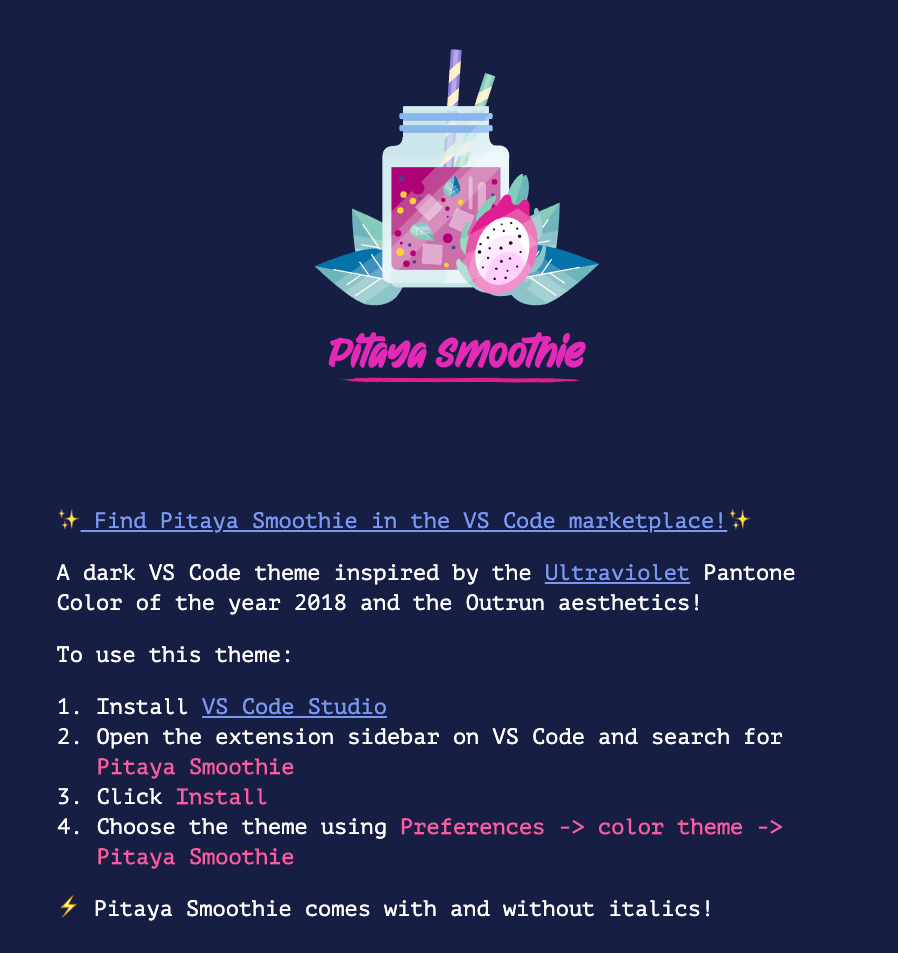 Pitaya Smoothie
✨ Find Pitaya Smoothie in the VS Code marketplace!✨
A dark VS Code theme inspired by the Ultraviolet Pantone
Color of the year 2018 and the Outrun aesthetics!
To use this theme:
1. Install VS Code Studio
2. Open the extension sidebar on VS Code and search for
Pitaya Smoothie
3. Click Install
4. Choose the theme using Preferences -> color theme ->
Pitaya Smoothie
⚡ Pitaya Smoothie comes with and without italics!